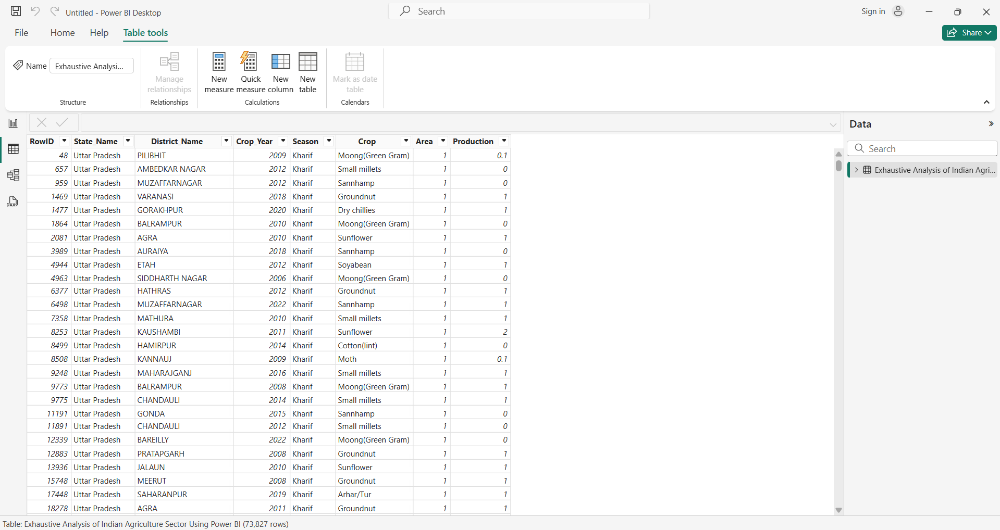 Untitled - Power BI Desktop
Search
Sign in
File Home Help Table tools
Share
Name Exhaustive Analysi...
Manage relationships
New measure
Quick measure
New column
New table
Mark as date table
Structure Relationships Calculations Calendars
Data
Search
Exhaustive Analysis of Indian Agri...
DAX
RowID State_Name District_Name Crop_Year Season Crop Area Production
48 Uttar Pradesh PILIBHIT 2009 Kharif Moong(Green Gram) 1 0.1
657 Uttar Pradesh AMBEDKAR NAGAR 2012 Kharif Small millets 1 0
959 Uttar Pradesh MUZAFFARNAGAR 2012 Kharif Sannhamp 1 0
1469 Uttar Pradesh VARANASI 2018 Kharif Groundnut 1 1
1477 Uttar Pradesh GORAKHPUR 2020 Kharif Dry chillies 1 1
1864 Uttar Pradesh BALRAMPUR 2010 Kharif Moong(Green Gram) 1 0
2081 Uttar Pradesh AGRA 2010 Kharif Sunflower 1 1
3989 Uttar Pradesh AURAIYA 2018 Kharif Sannhamp 1 0
4944 Uttar Pradesh ETAH 2012 Kharif Soyabean 1 1
4963 Uttar Pradesh SIDDHARTH NAGAR 2006 Kharif Moong(Green Gram) 1 0
6377 Uttar Pradesh HATHRAS 2012 Kharif Groundnut 1 1
6498 Uttar Pradesh MUZAFFARNAGAR 2022 Kharif Sannhamp 1 1
7358 Uttar Pradesh MATHURA 2010 Kharif Small millets 1 1
8253 Uttar Pradesh KAUSHAMBI 2011 Kharif Sunflower 1 2
8499 Uttar Pradesh HAMIRPUR 2014 Kharif Cotton(lint) 1 0
8508 Uttar Pradesh KANNAUJ 2009 Kharif Moth 1 0.1
9248 Uttar Pradesh MAHARAJGANJ 2016 Kharif Small millets 1 1
9773 Uttar Pradesh BALRAMPUR 2008 Kharif Moong(Green Gram) 1 1
9775 Uttar Pradesh CHANDAULI 2014 Kharif Small millets 1 1
11191 Uttar Pradesh GONDA 2015 Kharif Sannhamp 1 0
11891 Uttar Pradesh CHANDAULI 2012 Kharif Small millets 1 0
12339 Uttar Pradesh BAREILLY 2022 Kharif Moong(Green Gram) 1 0
12883 Uttar Pradesh PRATAPGARH 2008 Kharif Groundnut 1 1
13936 Uttar Pradesh JALAUN 2010 Kharif Sunflower 1 1
15748 Uttar Pradesh MEERUT 2008 Kharif Groundnut 1 1
17448 Uttar Pradesh SAHARANPUR 2019 Kharif Arhar/Tur 1 1
18278 Uttar Pradesh AGRA 2011 Kharif Groundnut 1 1
Table: Exhaustive Analysis of Indian Agriculture Sector Using Power BI (73,827 rows)